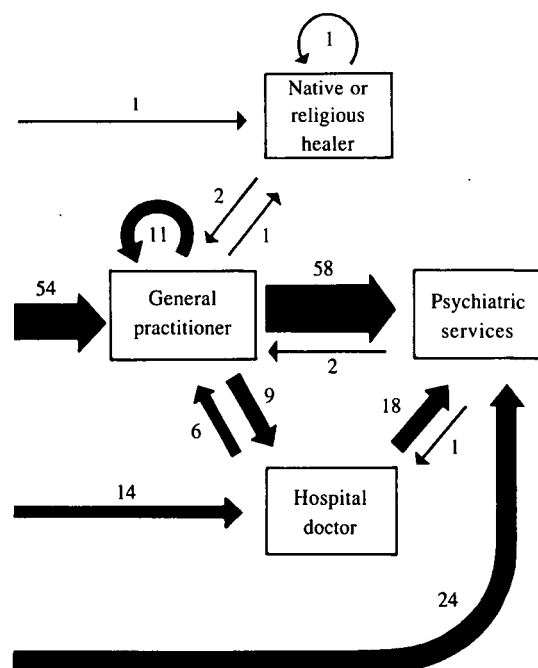 1
Native or
religious
healer
1
2
1
11
54
General
practitioner
58
Psychiatric
services
2
9
6
18
1
14
Hospital
doctor
24